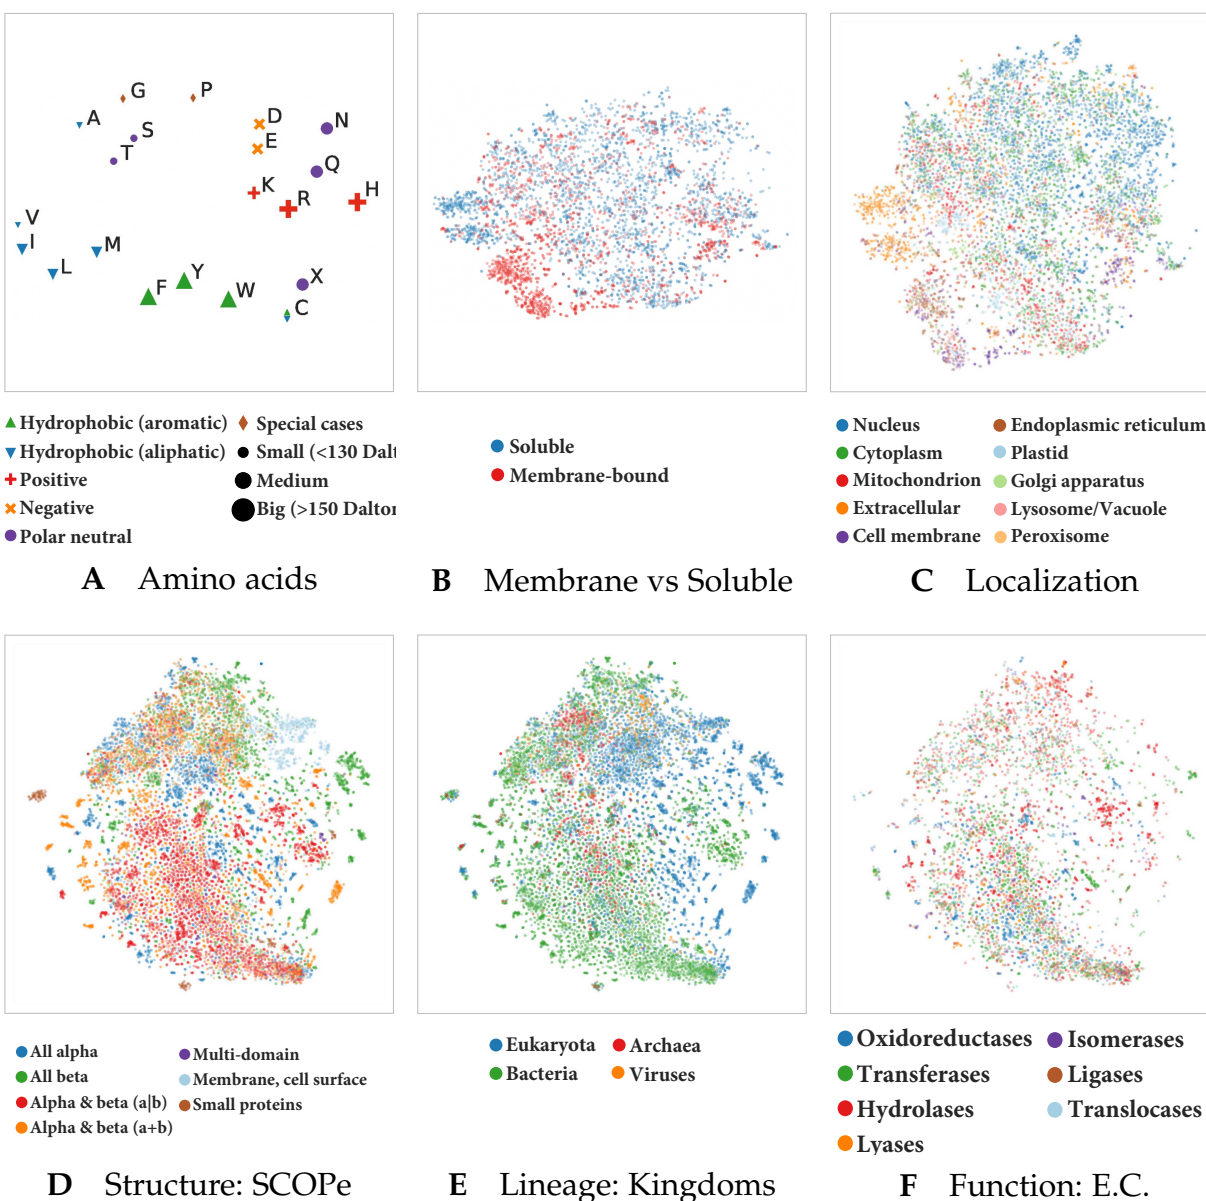 G
P
A
S
T
D
N
E
Q
K
R
H
V
I
M
L
F
Y
W
X
C
Hydrophobic (aromatic)
Hydrophobic (aliphatic)
Positive
Negative
Polar neutral
Special cases
Small (<130 Dalt
Medium
Big (>150 Dalton
A Amino acids
Soluble
Membrane-bound
B Membrane vs Soluble
Nucleus
Cytoplasm
Mitochondrion
Extracellular
Cell membrane
Endoplasmic reticulum
Plastid
Golgi apparatus
Lysosome/Vacuole
Peroxisome
C Localization
All alpha
All beta
Alpha & beta (a|b)
Alpha & beta (a+b)
Multi-domain
Membrane, cell surface
Small proteins
D Structure: SCOPe
Eukaryota
Bacteria
Archaea
Viruses
E Lineage: Kingdoms
Oxidoreductases
Transferases
Hydrolases
Lyases
Isomerases
Ligases
Translocases
F Function: E.C.